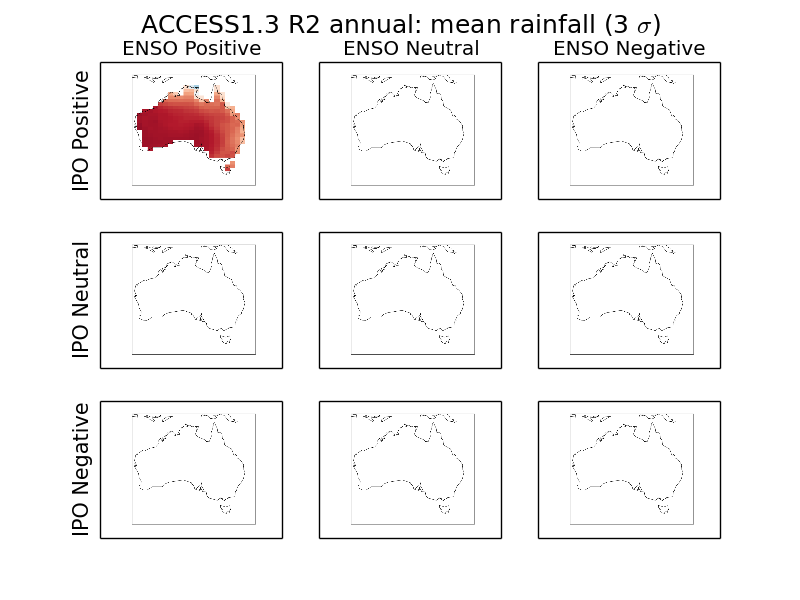 ACCESS1.3 R2 annual: mean rainfall (3 σ)
ENSO Positive ENSO Neutral ENSO Negative
IPO Positive
IPO Neutral
IPO Negative